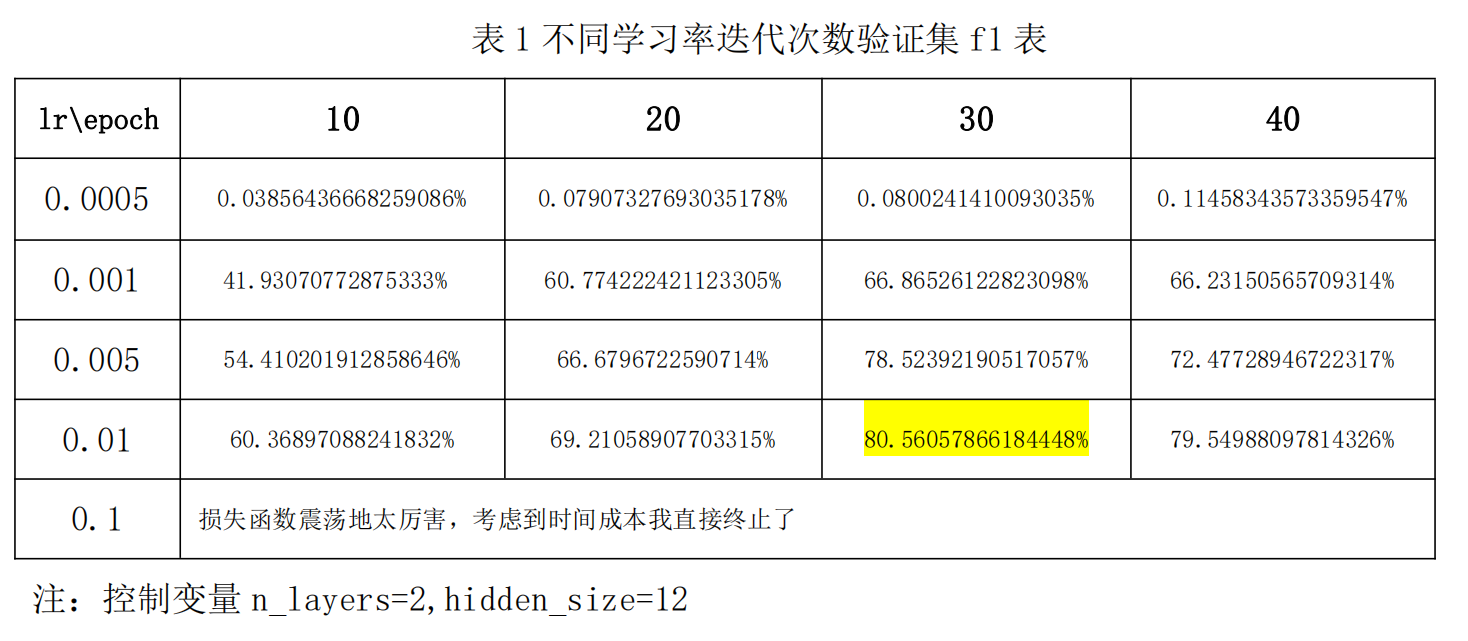 表 1 不同学习率迭代次数验证集 f1 表
lr\epoch 10 20 30 40
0.0005 0.03856436668259086% 0.07907327693035178% 0.0800241410093035% 0.11458343573359547%
0.001 41.93070772875333% 60.774222421123305% 66.86526122823098% 66.23150565709314%
0.005 54.410201912858646% 66.6796722590714% 78.52392190517057% 72.47728946722317%
0.01 60.36897088241832% 69.21058907703315% 80.56057866184448% 79.54988097814326%
0.1 损失函数震荡地太厉害，考虑到时间成本我直接终止了
注：控制变量 n_layers=2,hidden_size=12